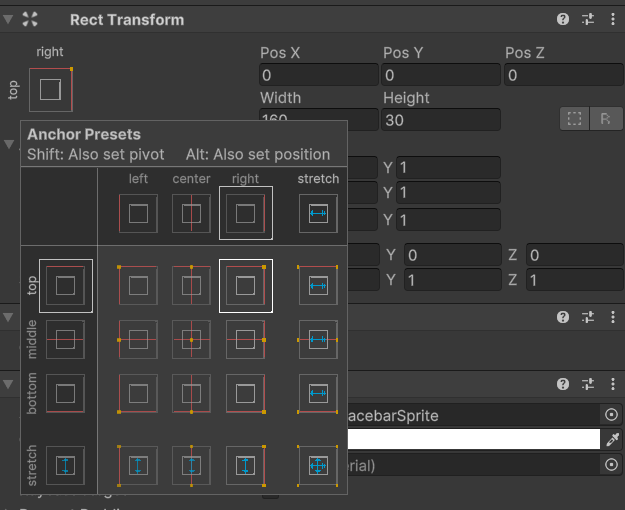 Rect Transform
right
top
Pos X Pos Y Pos Z
0 0 0
Width Height
160 30
R
Anchor Presets
Shift: Also set pivot Alt: Also set position
left center right stretch
top
middle
bottom
stretch
Y 1
Y 1
Y 1
Y 0 Z 0
Y 1 Z 1
acebarSprite
erial)